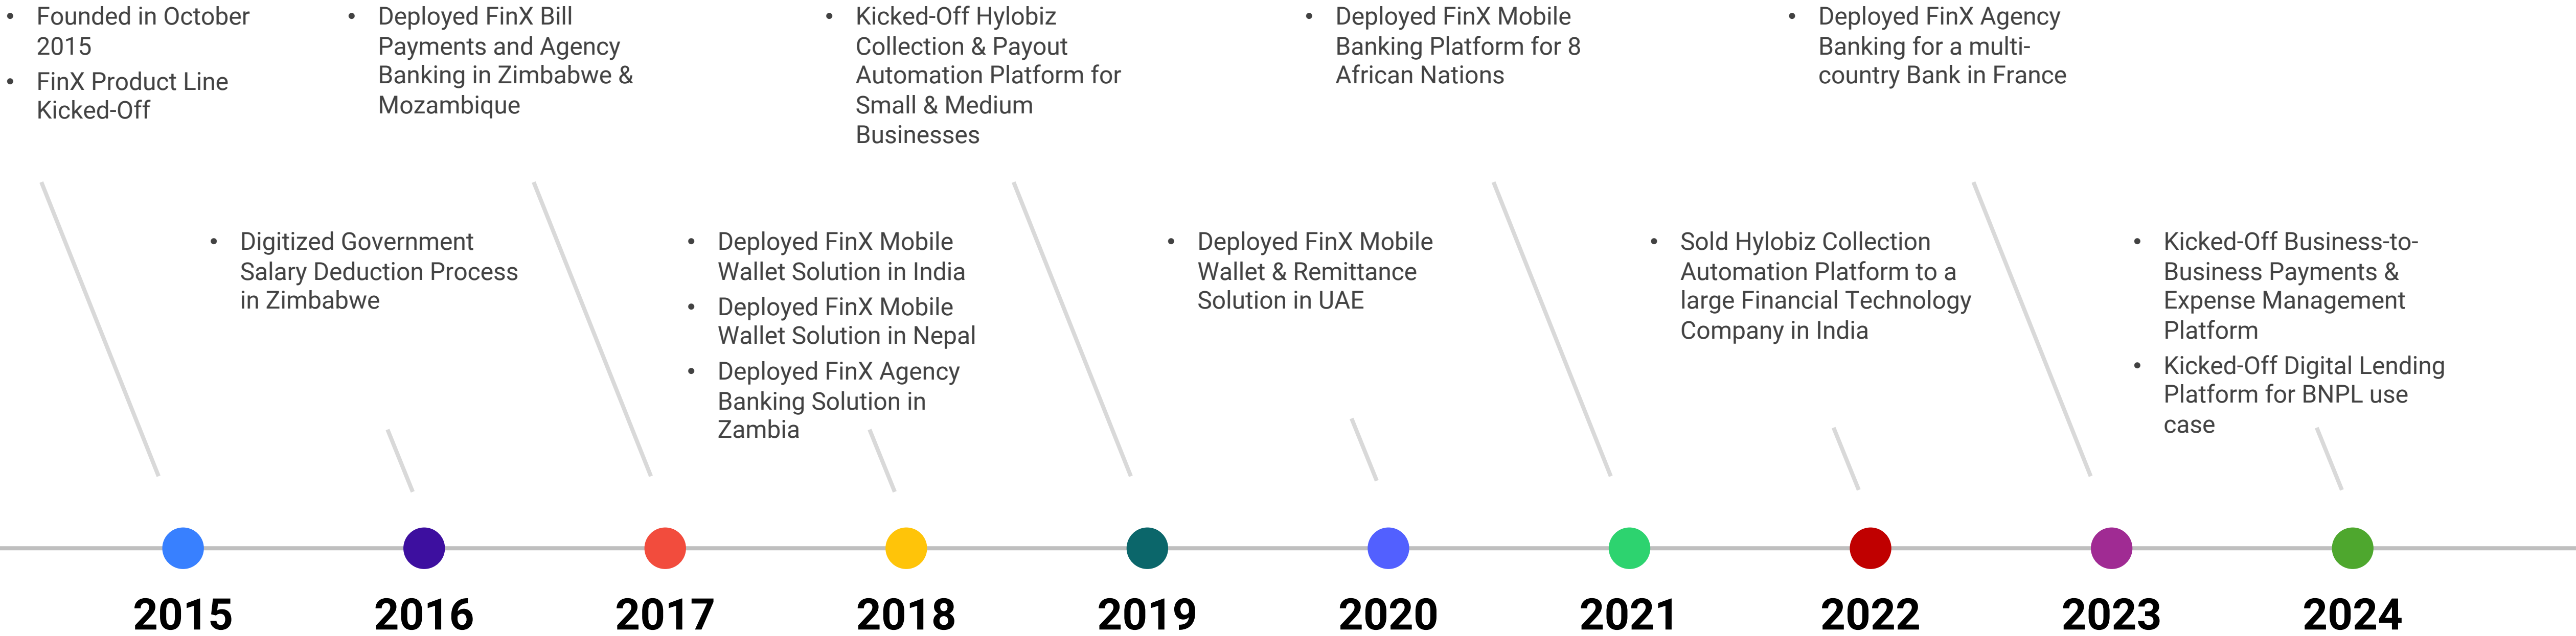 • Founded in October
2015
• FinX Product Line
Kicked-Off
• Deployed FinX Bill
Payments and Agency
Banking in Zimbabwe &
Mozambique
• Kicked-Off Hylobiz
Collection & Payout
Automation Platform for
Small & Medium
Businesses
• Deployed FinX Mobile
Banking Platform for 8
African Nations
• Deployed FinX Agency
Banking for a multi-
country Bank in France
• Digitized Government
Salary Deduction Process
in Zimbabwe
• Deployed FinX Mobile
Wallet Solution in India
• Deployed FinX Mobile
Wallet Solution in Nepal
• Deployed FinX Agency
Banking Solution in
Zambia
• Deployed FinX Mobile
Wallet & Remittance
Solution in UAE
• Sold Hylobiz Collection
Automation Platform to a
large Financial Technology
Company in India
• Kicked-Off Business-to-
Business Payments &
Expense Management
Platform
• Kicked-Off Digital Lending
Platform for BNPL use
case
2015
2016
2017
2018
2019
2020
2021
2022
2023
2024